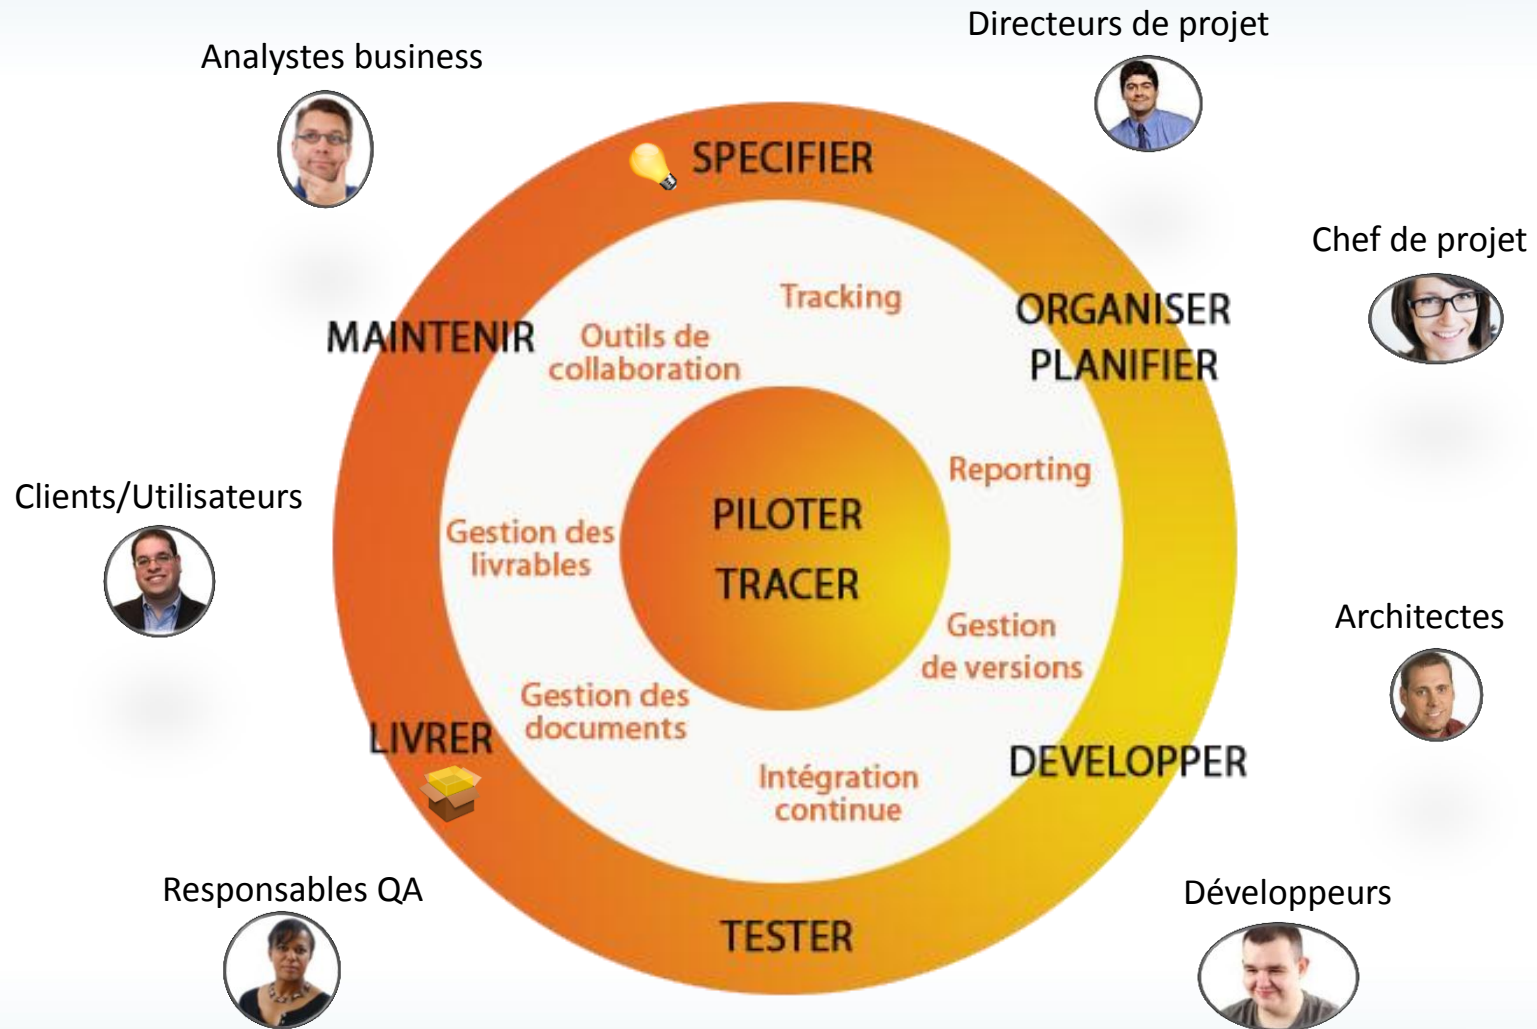 Directeurs de projet
Analystes business
SPECIFIER
Chef de projet
Tracking
ORGANISER
PLANIFIER
MAINTENIR
Outils de
collaboration
Reporting
Clients/Utilisateurs
PILOTER
TRACER
Gestion des
livrables
Architectes
Gestion
de versions
Gestion des
documents
LIVRER
DEVELOPPER
Intégration
continue
Responsables QA
Développeurs
TESTER